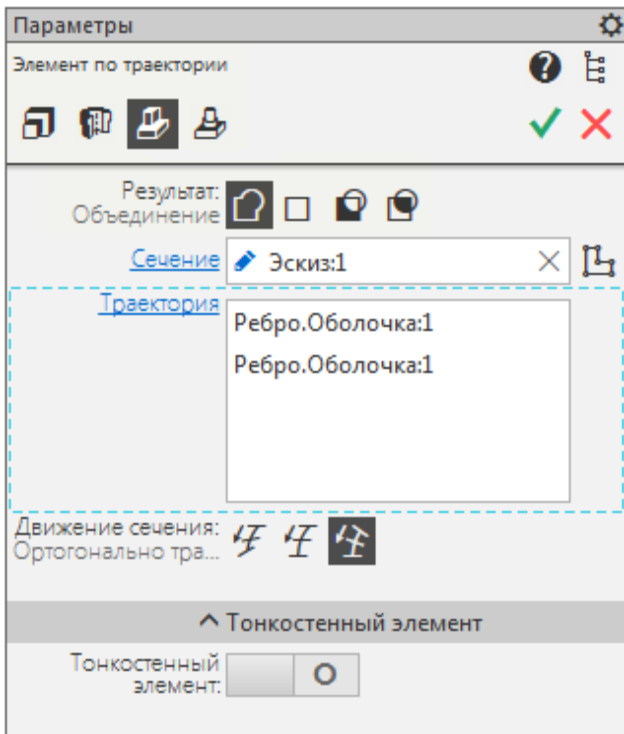 Параметры
Элемент по траектории
Результат:
Объединение
Сечение
Эскиз:1
Траектория
Ребро.Оболочка:1
Ребро.Оболочка:1
Движение сечения:
Ортогонально тра...
Тонкостенный элемент
Тонкостенный
элемент: